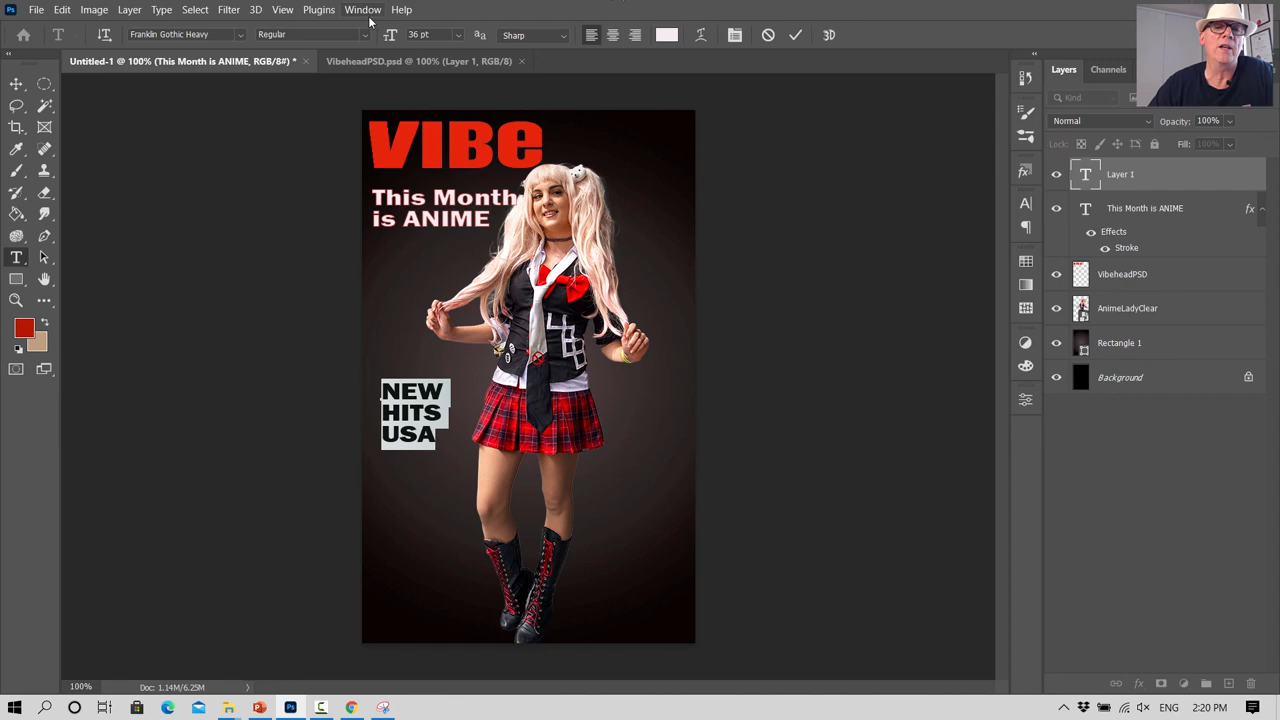 Ps File Edit Image Layer Type Select Filter 3D View Plugins Window Help
T Franklin Gothic Heavy Regular 36 pt Sharp 3D
Untitled-1 @ 100% (This Month is ANIME, RGB/8#) * × VibeheadPSD.psd @ 100% (Layer 1, RGB/8) ×
Layers Channels
Kind
Normal Opacity: 100%
Lock: Fill: 100%
T Layer 1
T This Month is ANIME fx
Effects
Stroke
VibeheadPSD
AnimeLadyClear
Rectangle 1
Background
VIBe
This Month
is ANIME
NEW
HITS
USA
100% Doc: 1.14M/6.25M
ENG 2:20 PM